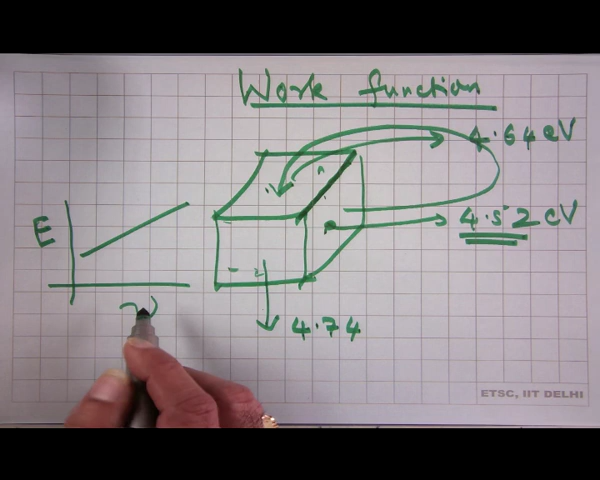 Work function
4.64 eV
E
4.52 eV
4.74
ETSC, IIT DELHI